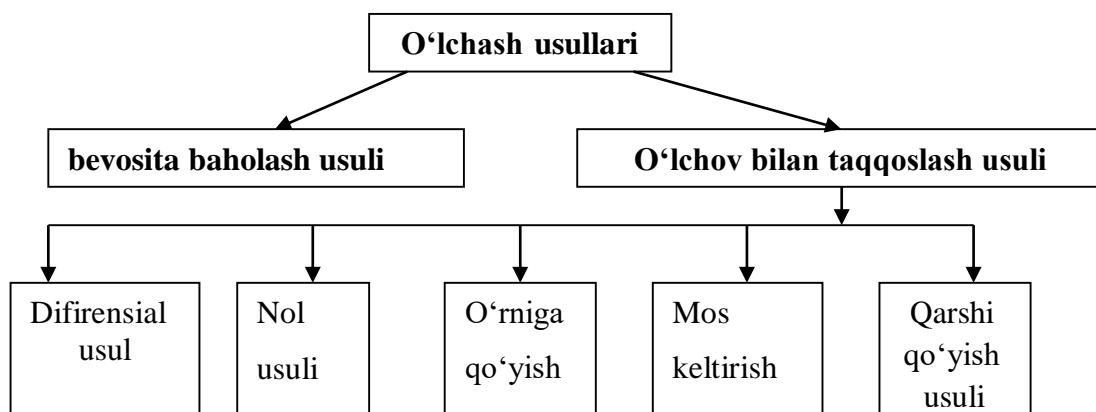 O‘lchash usullari
bevosita baholash usuli
O‘lchov bilan taqqoslash usuli
Difirensial
usul
Nol
usuli
O‘rniga
qo‘yish
Mos
keltirish
Qarshi
qo‘yish
usuli